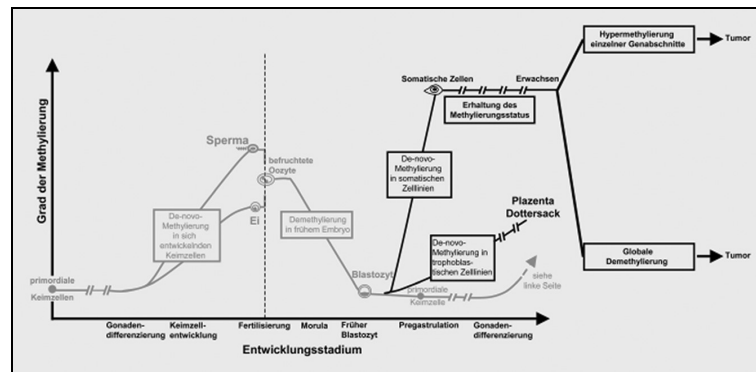 Hypermethylierung
einzelner Genabschnitte
Tumor
Somatische Zellen
Erwachsen
Erhaltung des
Methylierungsstatus
Grad der Methylierung
Sperma
befruchtete
Oozyte
De-novo-
Methylierung
in somatischen
Zelllinien
Ei
De-novo-
Methylierung
in sich
entwickelnden
Keimzellen
Demethylierung
in frühem Embryo
Plazenta
Dottersack
De-novo-
Methylierung in
trophoblas-
tischen Zelllinien
Globale
Demethylierung
Tumor
primordiale
Keimzellen
Blastozyt
primordiale
Keimzelle
siehe
linke Seite
Gonaden-
differenzierung
Keimzell-
entwicklung
Fertilisierung
Morula
Früher
Blastozyt
Pregastrulation
Gonaden-
differenzierung
Entwicklungsstadium